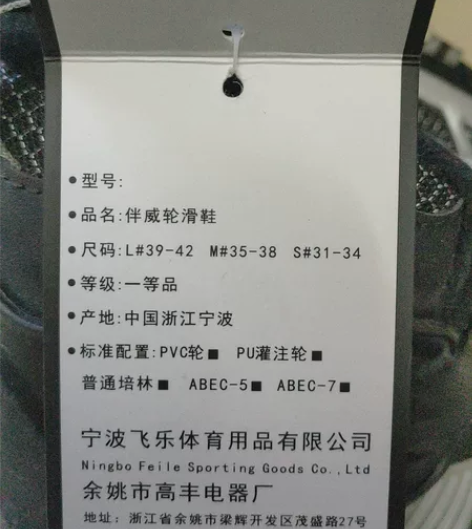 ●型号:
●品名:伴威轮滑鞋
●尺码:L#39-42 M#35-38 S#31-34
●等级:一等品
●产地:中国浙江宁波
●标准配置:PVC轮■ PU灌注轮■
普通培林■ ABEC-5■ ABEC-7■
宁波飞乐体育用品有限公司
Ningbo Feile Sporting Goods Co.,Ltd
余姚市高丰电器厂
地址:浙江省余姚市梁辉开发区茂盛路27号